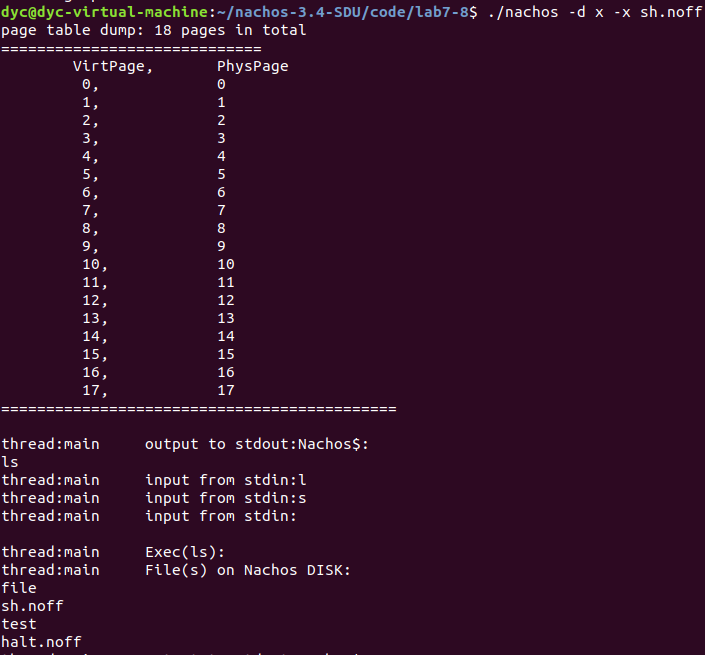 dyc@dyc-virtual-machine:~/nachos-3.4-SDU/code/lab7-8$ ./nachos -d x -x sh.noff
page table dump: 18 pages in total
=============================
VirtPage, PhysPage
0, 0
1, 1
2, 2
3, 3
4, 4
5, 5
6, 6
7, 7
8, 8
9, 9
10, 10
11, 11
12, 12
13, 13
14, 14
15, 15
16, 16
17, 17
============================================
thread:main output to stdout:Nachos$:
ls
thread:main input from stdin:l
thread:main input from stdin:s
thread:main input from stdin:
thread:main Exec(ls):
thread:main File(s) on Nachos DISK:
file
sh.noff
test
halt.noff